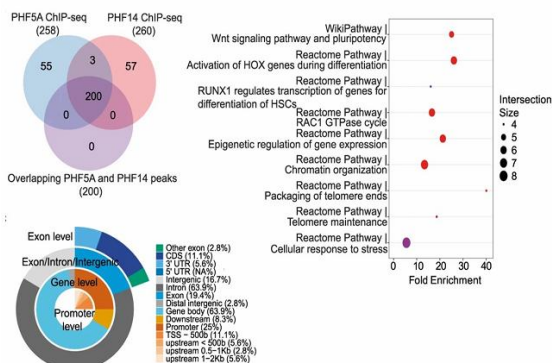 PHF5A ChIP-seq
(258)
PHF14 ChIP-seq
(260)
55
3
57
200
0
0
0
Overlapping PHF5A and PHF14 peaks
(200)
WikiPathway
Wnt signaling pathway and pluripotency
Reactome Pathway
Activation of HOX genes during differentiation
Reactome Pathway
RUNX1 regulates transcription of genes for
differentiation of HSCs
Reactome Pathway
RAC1 GTPase cycle
Reactome Pathway
Epigenetic regulation of gene expression
Reactome Pathway
Chromatin organization
Reactome Pathway
Packaging of telomere ends
Reactome Pathway
Telomere maintenance
Reactome Pathway
Cellular response to stress
0 10 20 30 40
Fold Enrichment
Intersection
Size
4
5
6
7
8
Exon level
Exon/Intron/Intergenic
Gene level
Promoter
level
Other exon (2.8%)
CDS (11.1%)
3' UTR (5.6%)
5' UTR (NA%)
Intergenic (16.7%)
Intron (63.9%)
Exon (19.4%)
Distal intergenic (2.8%)
Gene body (63.9%)
Downstream (8.3%)
Promoter (25%)
TSS - 500b (11.1%)
upstream < 500b (5.6%)
upstream 0.5-1Kb (2.8%)
upstream 1-2Kb (5.6%)